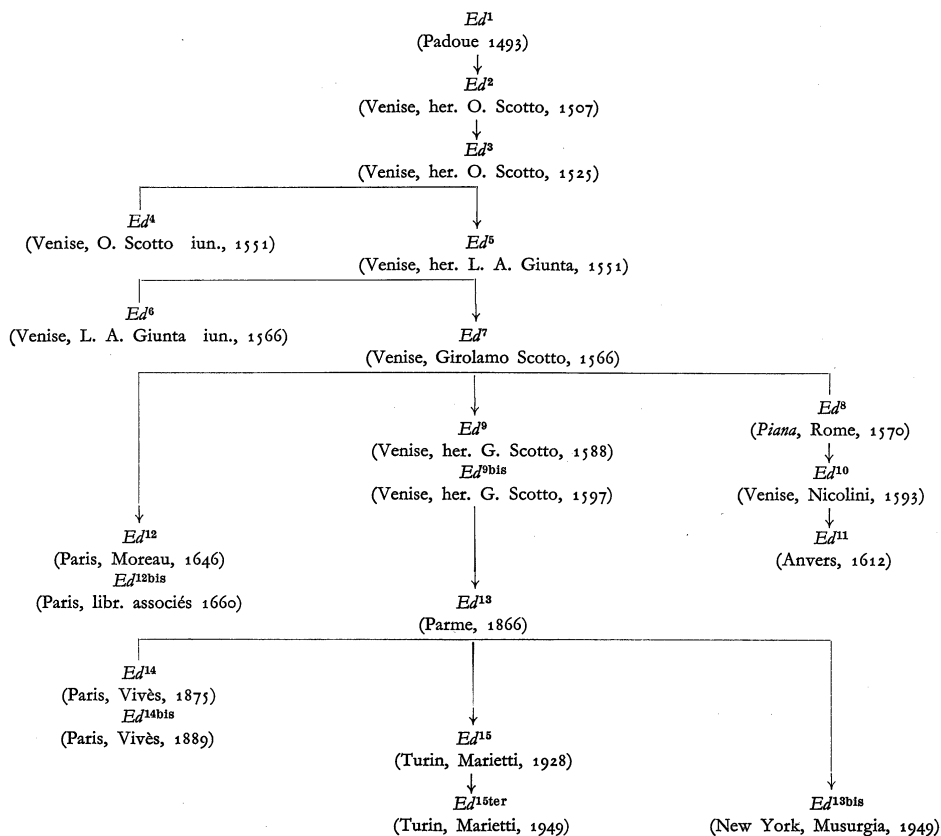 Ed¹
(Padoue 1493)
Ed²
(Venise, her. O. Scotto, 1507)
Ed³
(Venise, her. O. Scotto, 1525)
Ed⁴
(Venise, O. Scotto iun., 1551)
Ed⁵
(Venise, her. L. A. Giunta, 1551)
Ed⁶
(Venise, L. A. Giunta iun., 1566)
Ed⁷
(Venise, Girolamo Scotto, 1566)
Ed⁸
(Piana, Rome, 1570)
Ed⁹
(Venise, her. G. Scotto, 1588)
Ed9bis
(Venise, her. G. Scotto, 1597)
Ed¹⁰
(Venise, Nicolini, 1593)
Ed¹¹
(Anvers, 1612)
Ed¹²
(Paris, Moreau, 1646)
Ed12bis
(Paris, libr. associés 1660)
Ed¹³
(Parme, 1866)
Ed¹⁴
(Paris, Vivès, 1875)
Ed14bis
(Paris, Vivès, 1889)
Ed¹⁵
(Turin, Marietti, 1928)
Ed15ter
(Turin, Marietti, 1949)
Ed13bis
(New York, Musurgia, 1949)